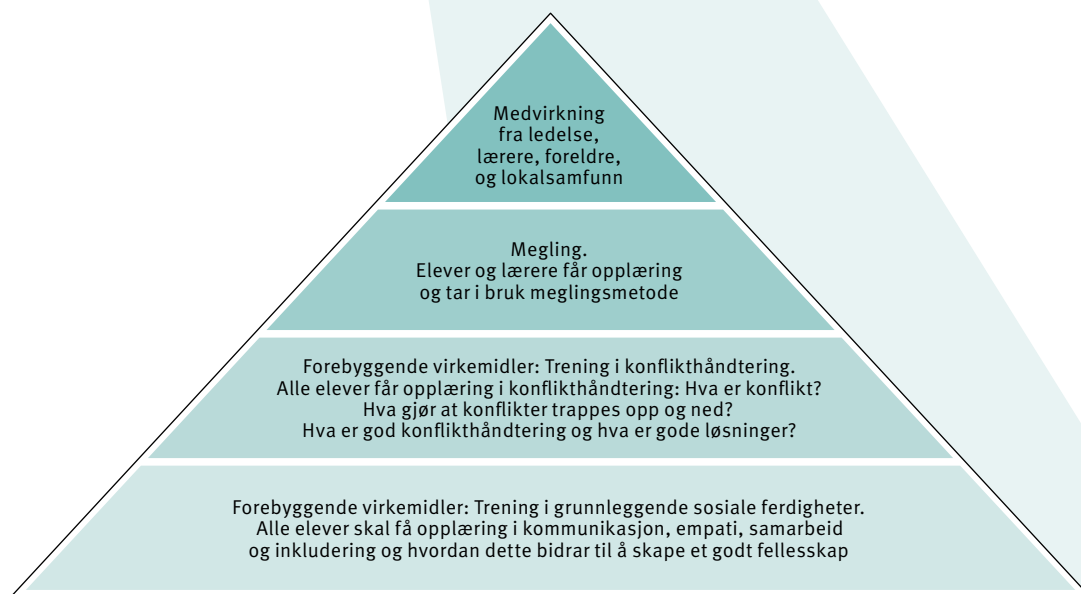 Medvirkning
fra ledelse,
lærere, foreldre,
og lokalsamfunn
Megling.
Elever og lærere får opplæring
og tar i bruk meglingsmetode
Forebyggende virkemidler: Trening i konflikthåndtering.
Alle elever får opplæring i konflikthåndtering: Hva er konflikt?
Hva gjør at konflikter trappes opp og ned?
Hva er god konflikthåndtering og hva er gode løsninger?
Forebyggende virkemidler: Trening i grunnleggende sosiale ferdigheter.
Alle elever skal få opplæring i kommunikasjon, empati, samarbeid
og inkludering og hvordan dette bidrar til å skape et godt fellesskap